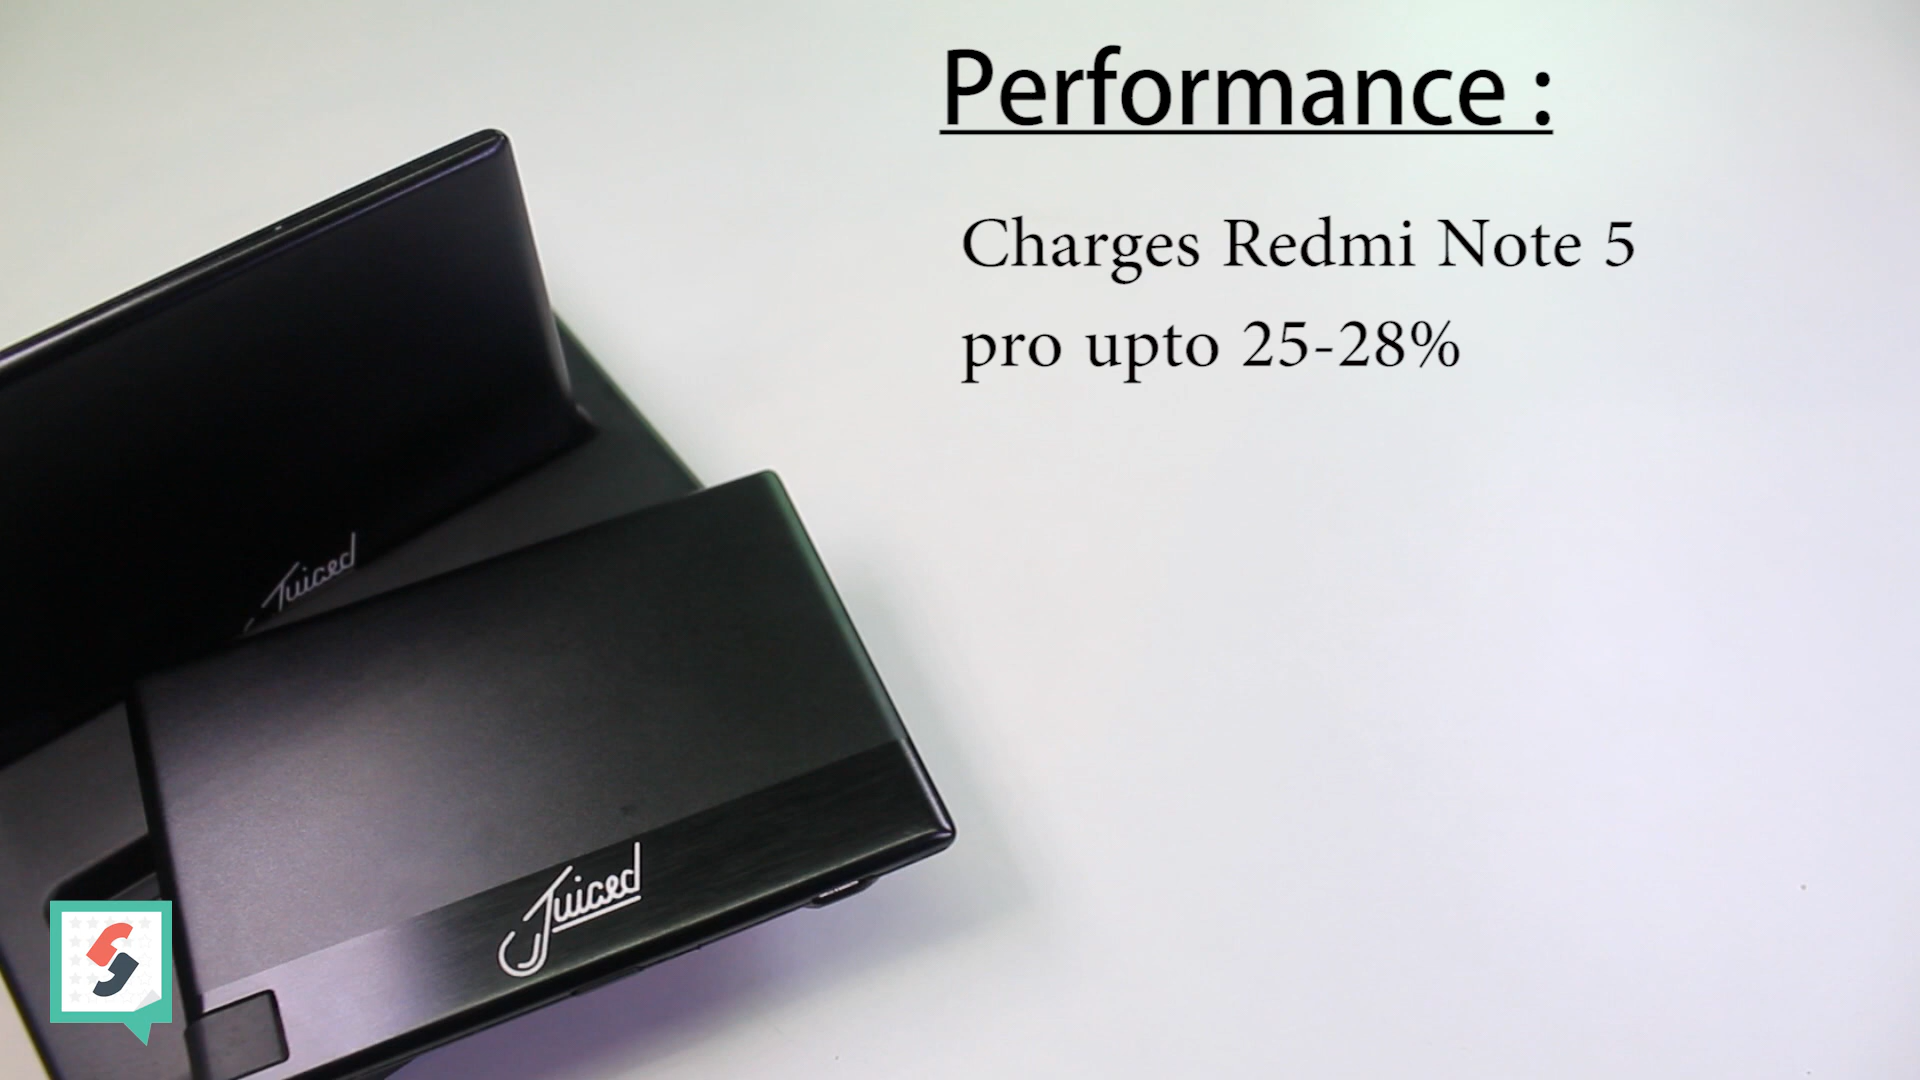 Performance :
Charges Redmi Note 5
pro upto 25-28%
Juiced
Juiced